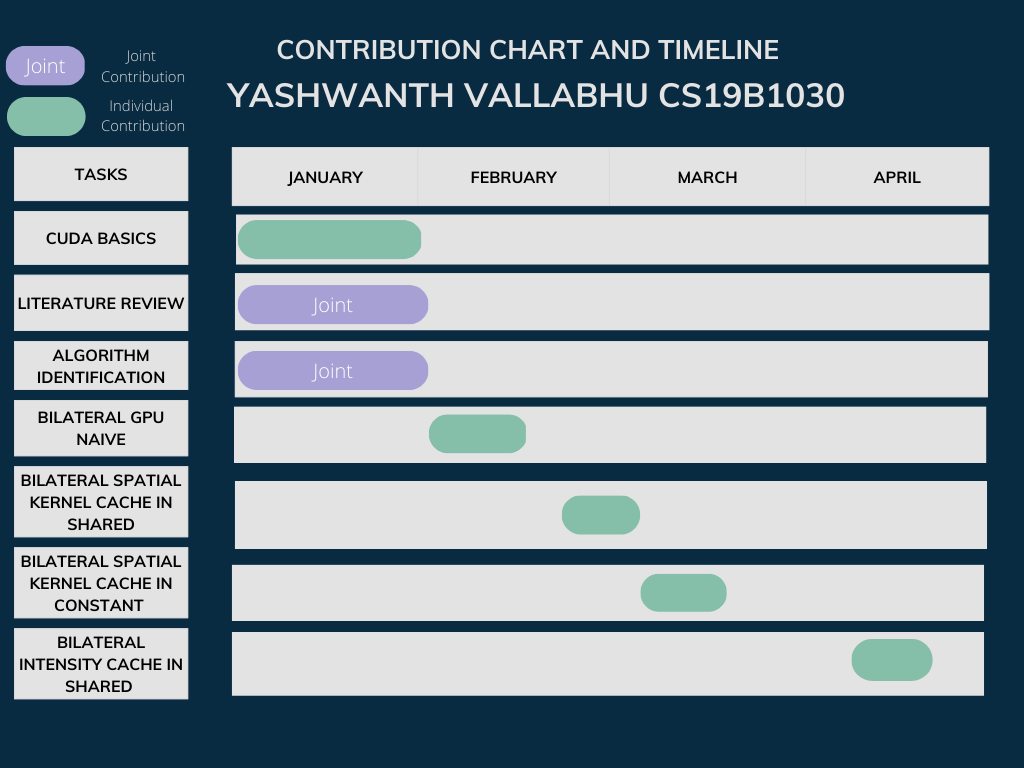 CONTRIBUTION CHART AND TIMELINE
YASHWANTH VALLABHU CS19B1030
Joint
Joint
Contribution
Individual
Contribution
TASKS
JANUARY
FEBRUARY
MARCH
APRIL
CUDA BASICS
LITERATURE REVIEW
Joint
ALGORITHM
IDENTIFICATION
Joint
BILATERAL GPU
NAIVE
BILATERAL SPATIAL
KERNEL CACHE IN
SHARED
BILATERAL SPATIAL
KERNEL CACHE IN
CONSTANT
BILATERAL
INTENSITY CACHE IN
SHARED